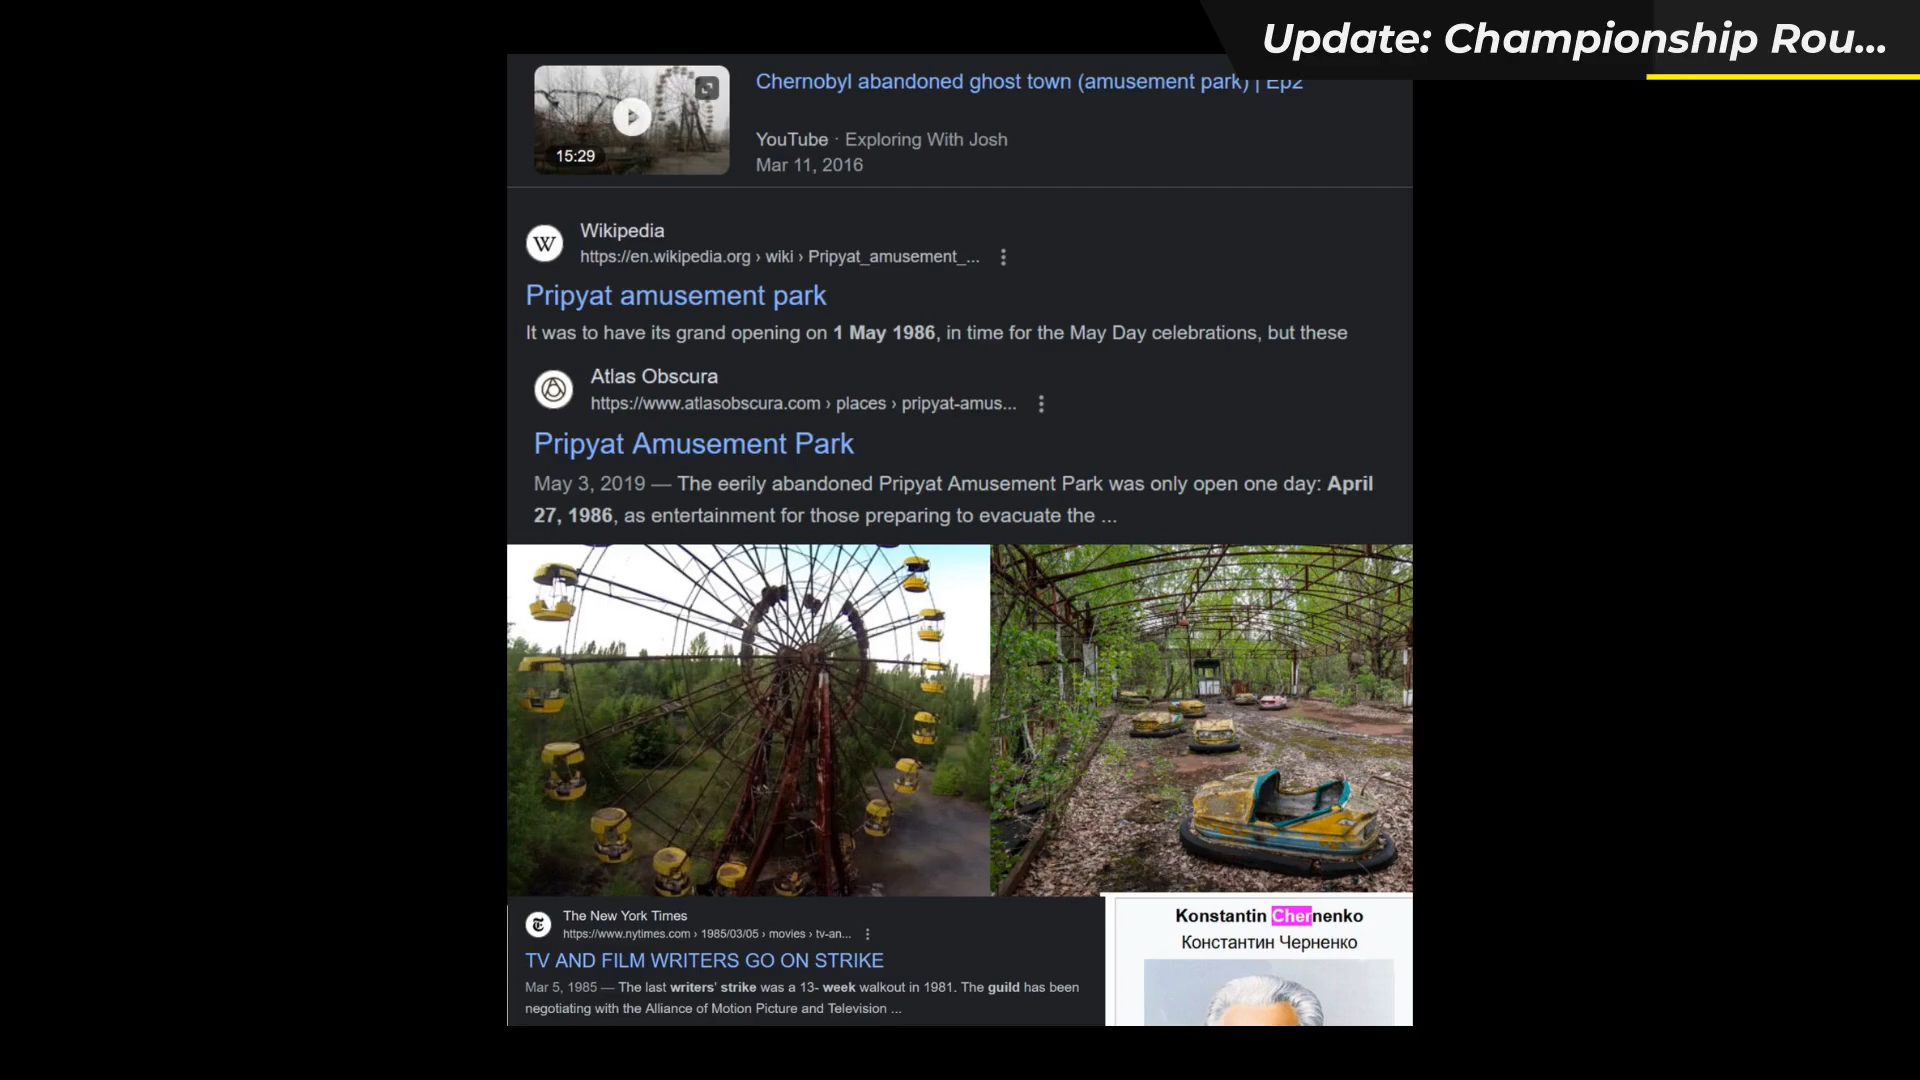 Update: Championship Rou...
Chernobyl abandoned ghost town (amusement park) | Ep2
15:29
YouTube · Exploring With Josh
Mar 11, 2016
W
Wikipedia
https://en.wikipedia.org › wiki › Pripyat_amusement_...
Pripyat amusement park
It was to have its grand opening on 1 May 1986, in time for the May Day celebrations, but these
Atlas Obscura
https://www.atlasobscura.com › places › pripyat-amus...
Pripyat Amusement Park
May 3, 2019 — The eerily abandoned Pripyat Amusement Park was only open one day: April
27, 1986, as entertainment for those preparing to evacuate the ...
The New York Times
https://www.nytimes.com › 1985/03/05 › movies › tv-an...
TV AND FILM WRITERS GO ON STRIKE
Mar 5, 1985 — The last writers' strike was a 13- week walkout in 1981. The guild has been
negotiating with the Alliance of Motion Picture and Television ...
Konstantin Chernenko
Константин Черненко